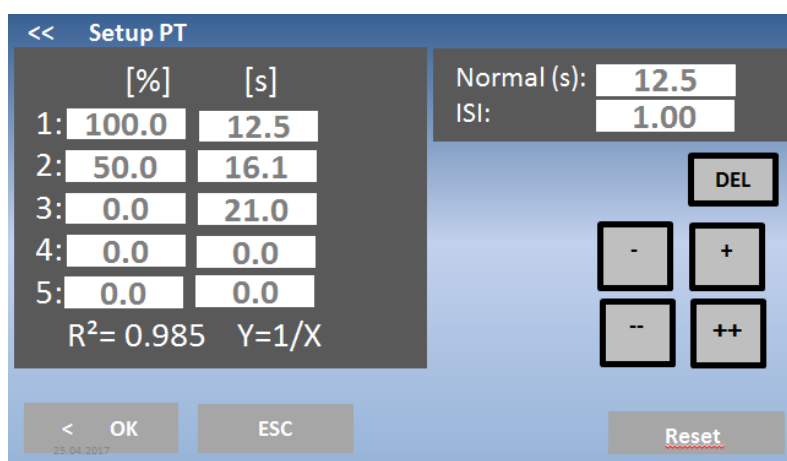 << Setup PT
[%] [s]
1: 100.0 12.5
2: 50.0 16.1
3: 0.0 21.0
4: 0.0 0.0
5: 0.0 0.0
R²= 0.985 Y=1/X
Normal (s): 12.5
ISI: 1.00
DEL
- +
-- ++
< OK ESC Reset
25.04.2017